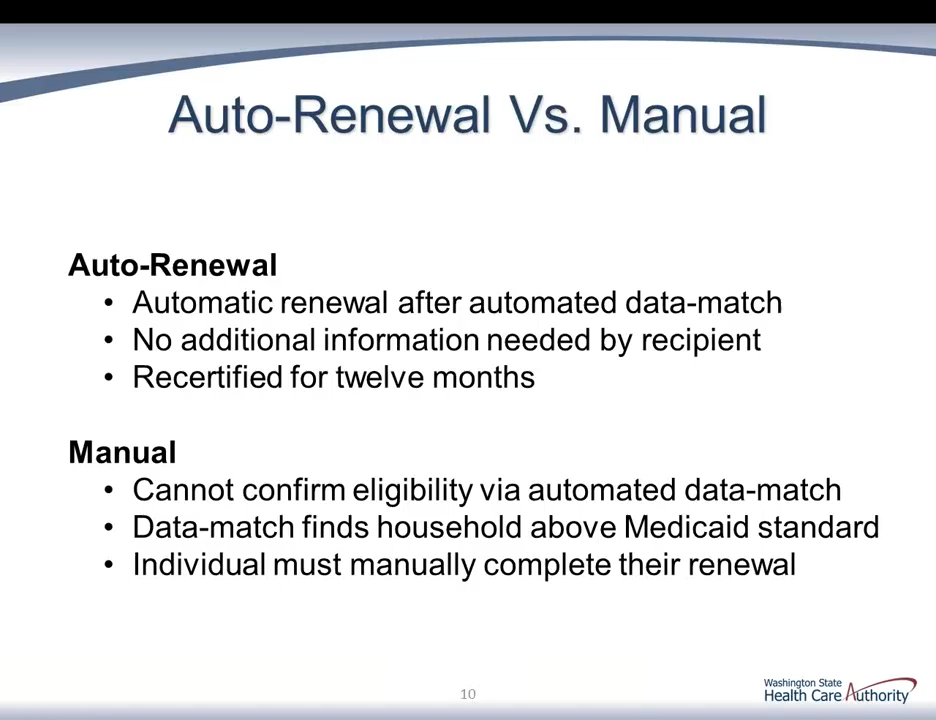 Auto-Renewal Vs. Manual
Auto-Renewal
• Automatic renewal after automated data-match
• No additional information needed by recipient
• Recertified for twelve months
Manual
• Cannot confirm eligibility via automated data-match
• Data-match finds household above Medicaid standard
• Individual must manually complete their renewal
10
Washington State
Health Care Authority